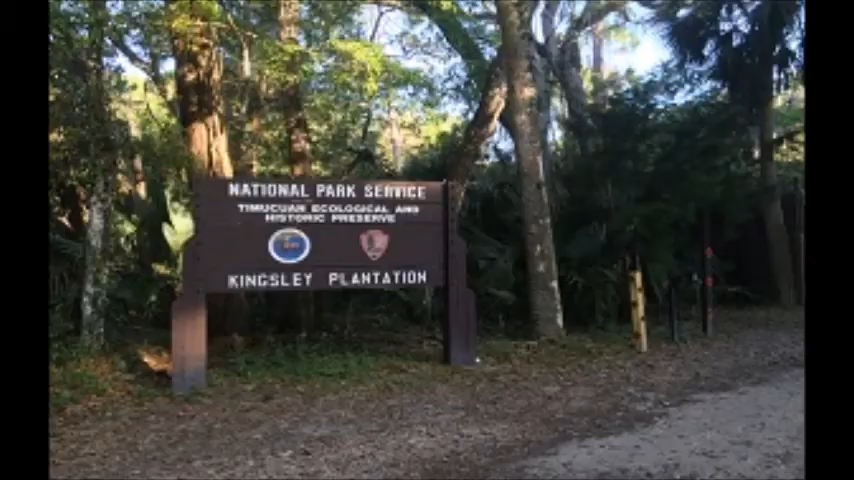 NATIONAL PARK SERVICE
TIMUCUAN ECOLOGICAL AND
HISTORIC PRESERVE
KINGSLEY PLANTATION